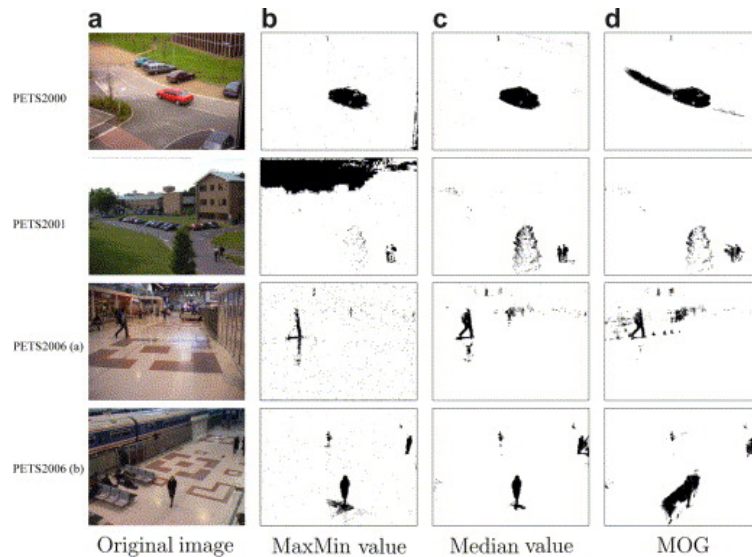 a b c d
PETS2000
PETS2001
PETS2006 (a)
PETS2006 (b)
Original image MaxMin value Median value MOG